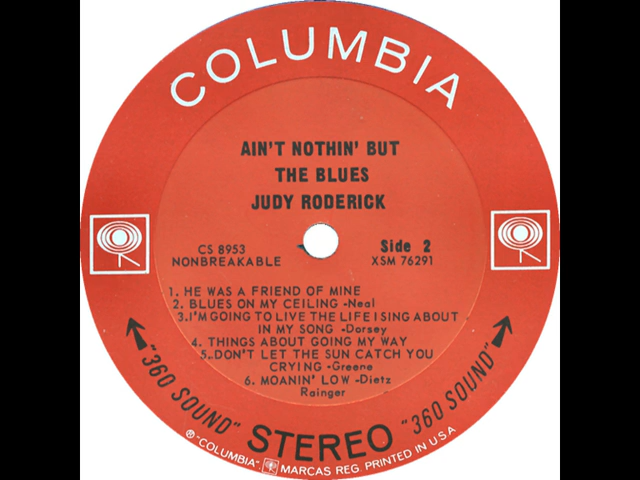 COLUMBIA
AIN'T NOTHIN' BUT
THE BLUES
JUDY RODERICK
CS 8953
NONBREAKABLE
Side 2
XSM 76291
1. HE WAS A FRIEND OF MINE
2. BLUES ON MY CEILING -Neal
3.I'M GOING TO LIVE THE LIFE I SING ABOUT
IN MY SONG -Dorsey
4. THINGS ABOUT GOING MY WAY
5..DON'T LET THE SUN CATCH YOU
CRYING -Greene
6. MOANIN' LOW -Dietz
Rainger
"360 SOUND" STEREO "360 SOUND"
℗ "COLUMBIA". MARCAS REG. PRINTED IN U.S.A.